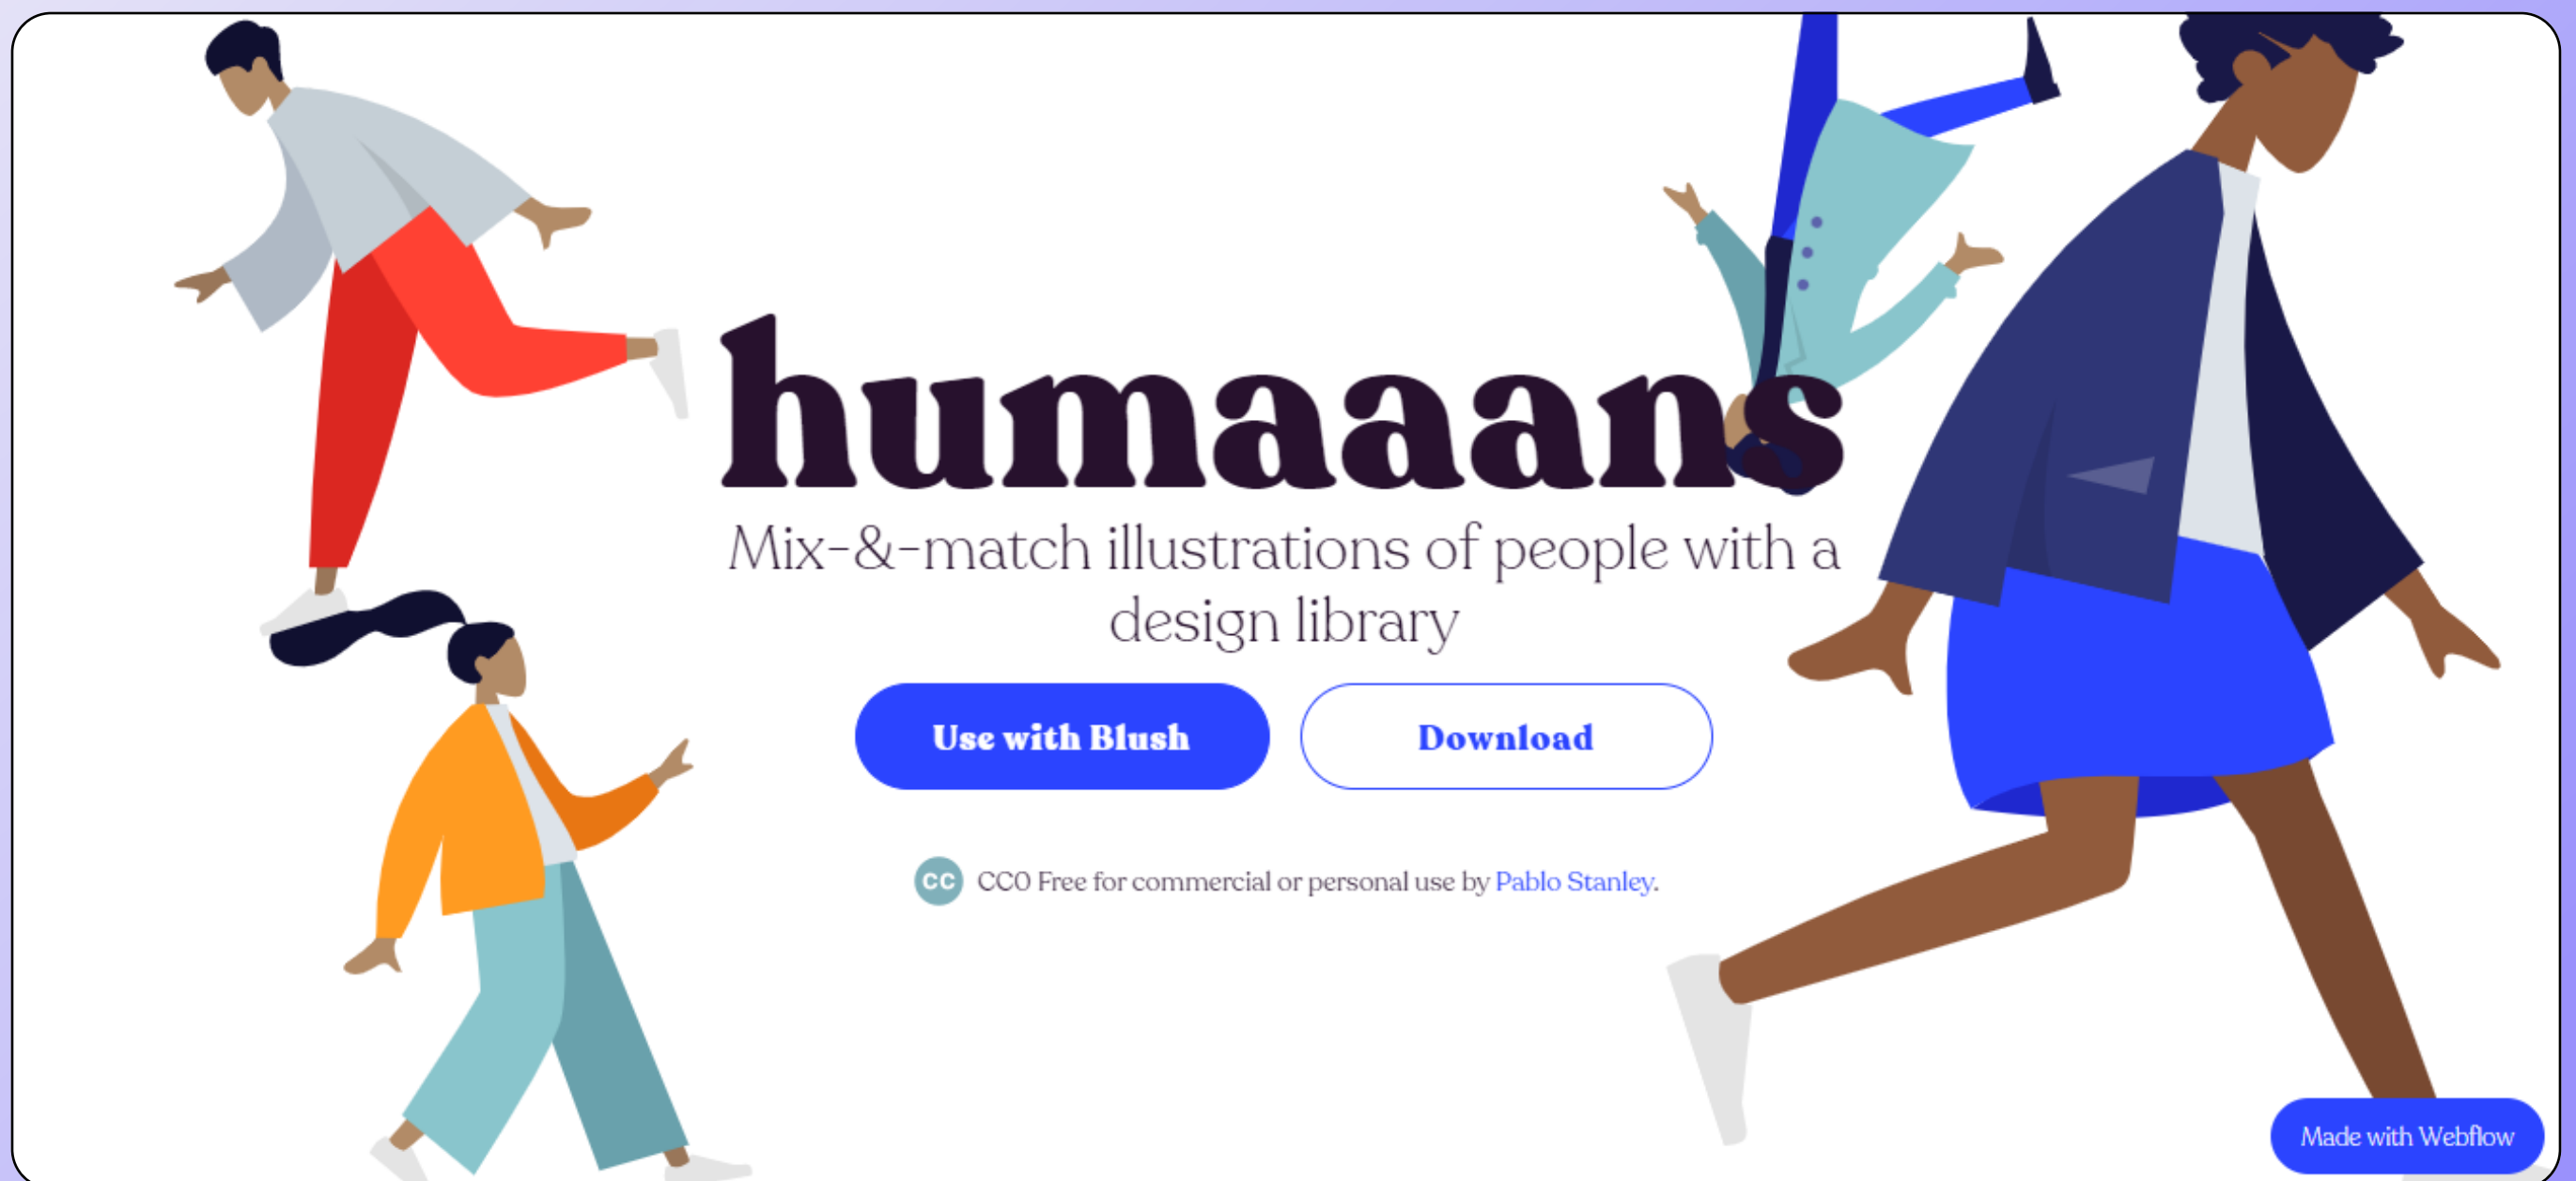 humaaans
Mix-&-match illustrations of people with a
design library
Use with Blush
Download
CC CC0 Free for commercial or personal use by Pablo Stanley.
Made with Webflow